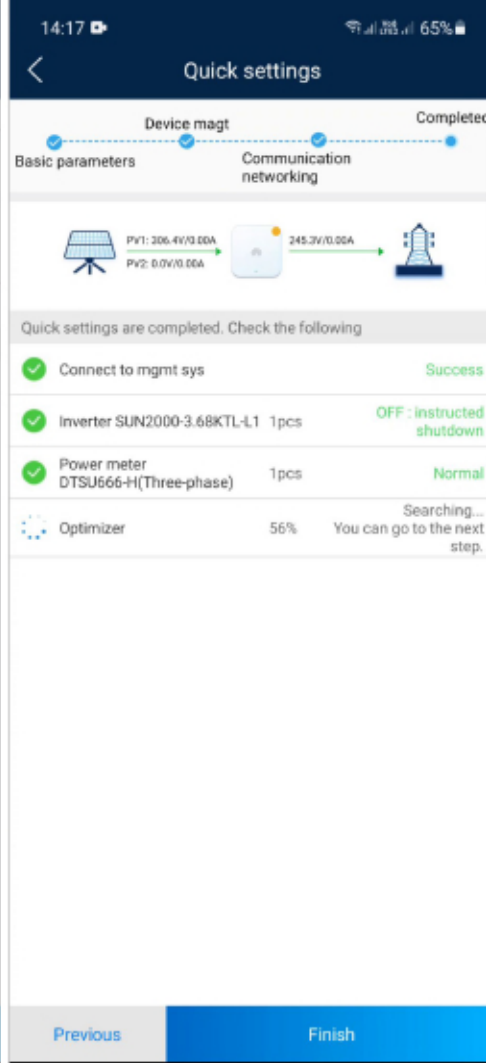 14:17
65%
Quick settings
Device magt
Completed
Basic parameters
Communication
networking
PV1: 206.4V/0.00A
245.3V/0.00A
PV2: 0.0V/0.00A
Quick settings are completed. Check the following
Connect to mgmt sys
Success
Inverter SUN2000-3.68KTL-L1 1pcs
OFF : instructed
shutdown
Power meter
DTSU666-H(Three-phase)
1pcs
Normal
Optimizer
56%
Searching...
You can go to the next
step.
Previous
Finish